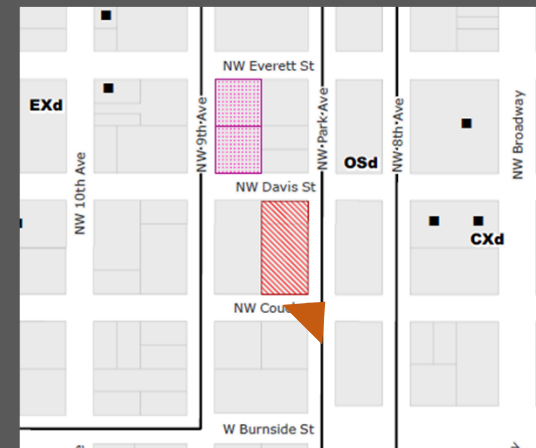 NW Everett St
EXd
NW 10th Ave
NW 9th Ave
NW Park Ave
NW 8th Ave
NW Broadway
OSd
NW Davis St
CXd
NW
W Burnside St